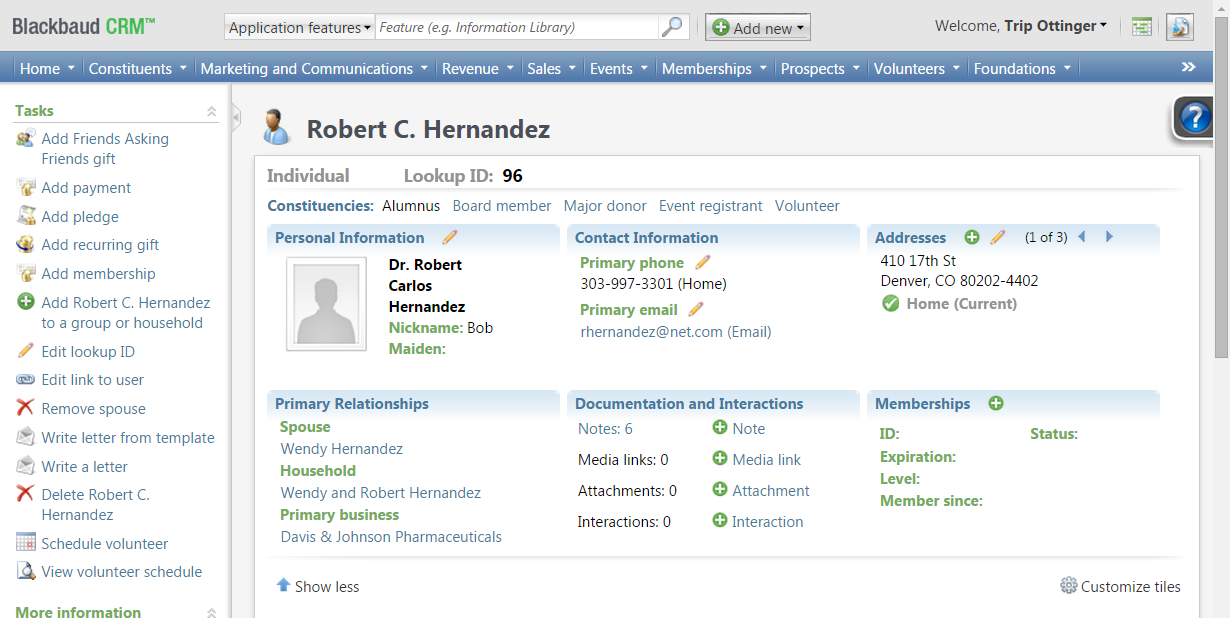 Blackbaud CRM™
Application features
Feature (e.g. Information Library)
Add new
Welcome, Trip Ottinger
Home Constituents Marketing and Communications Revenue Sales Events Memberships Prospects Volunteers Foundations »
Tasks
Add Friends Asking
Friends gift
Add payment
Add pledge
Add recurring gift
Add membership
Add Robert C. Hernandez
to a group or household
Edit lookup ID
Edit link to user
Remove spouse
Write letter from template
Write a letter
Delete Robert C.
Hernandez
Schedule volunteer
View volunteer schedule
More information
?
Robert C. Hernandez
Individual Lookup ID: 96
Constituencies: Alumnus Board member Major donor Event registrant Volunteer
Personal Information
Dr. Robert
Carlos
Hernandez
Nickname: Bob
Maiden:
Contact Information
Primary phone
303-997-3301 (Home)
Primary email
rhernandez@net.com (Email)
Addresses (1 of 3)
410 17th St
Denver, CO 80202-4402
Home (Current)
Primary Relationships
Spouse
Wendy Hernandez
Household
Wendy and Robert Hernandez
Primary business
Davis & Johnson Pharmaceuticals
Documentation and Interactions
Notes: 6 Note
Media links: 0 Media link
Attachments: 0 Attachment
Interactions: 0 Interaction
Memberships
ID: Status:
Expiration:
Level:
Member since:
Show less
Customize tiles